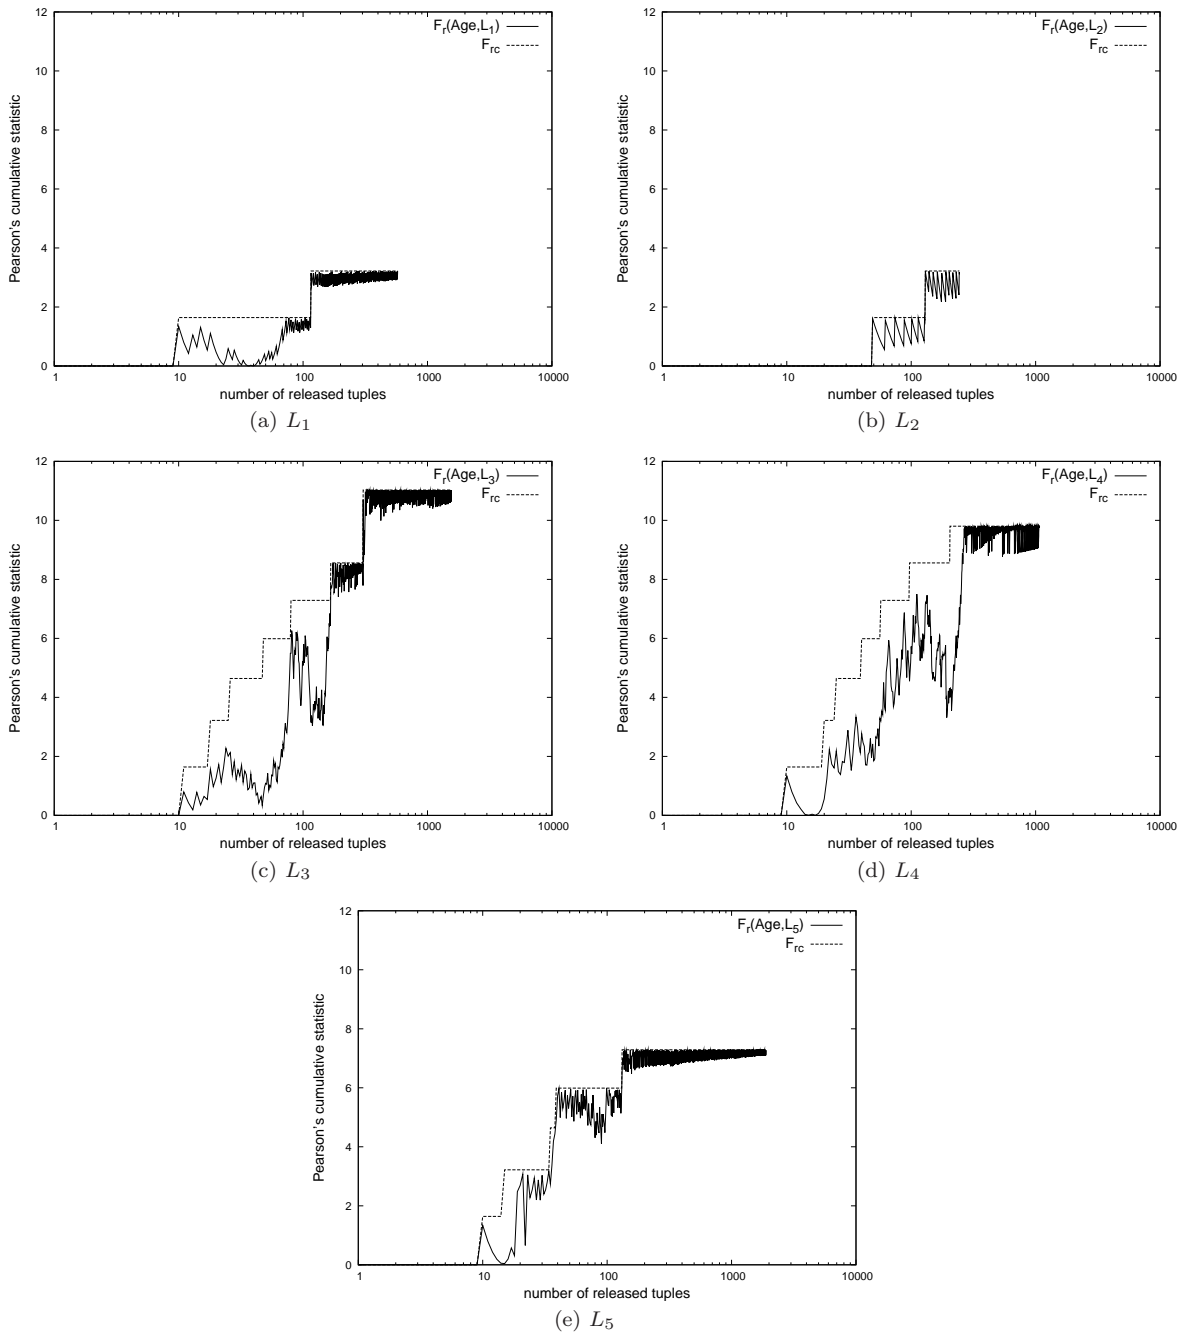 12
10
8
6
4
2
0
Pearson's cumulative statistic
F_r(Age,L_1)
F_rc
1 10 100 1000 10000
number of released tuples
(a) L_1
12
10
8
6
4
2
0
Pearson's cumulative statistic
F_r(Age,L_2)
F_rc
1 10 100 1000 10000
number of released tuples
(b) L_2
12
10
8
6
4
2
0
Pearson's cumulative statistic
F_r(Age,L_3)
F_rc
1 10 100 1000 10000
number of released tuples
(c) L_3
12
10
8
6
4
2
0
Pearson's cumulative statistic
F_r(Age,L_4)
F_rc
1 10 100 1000 10000
number of released tuples
(d) L_4
12
10
8
6
4
2
0
Pearson's cumulative statistic
F_r(Age,L_5)
F_rc
1 10 100 1000 10000
number of released tuples
(e) L_5